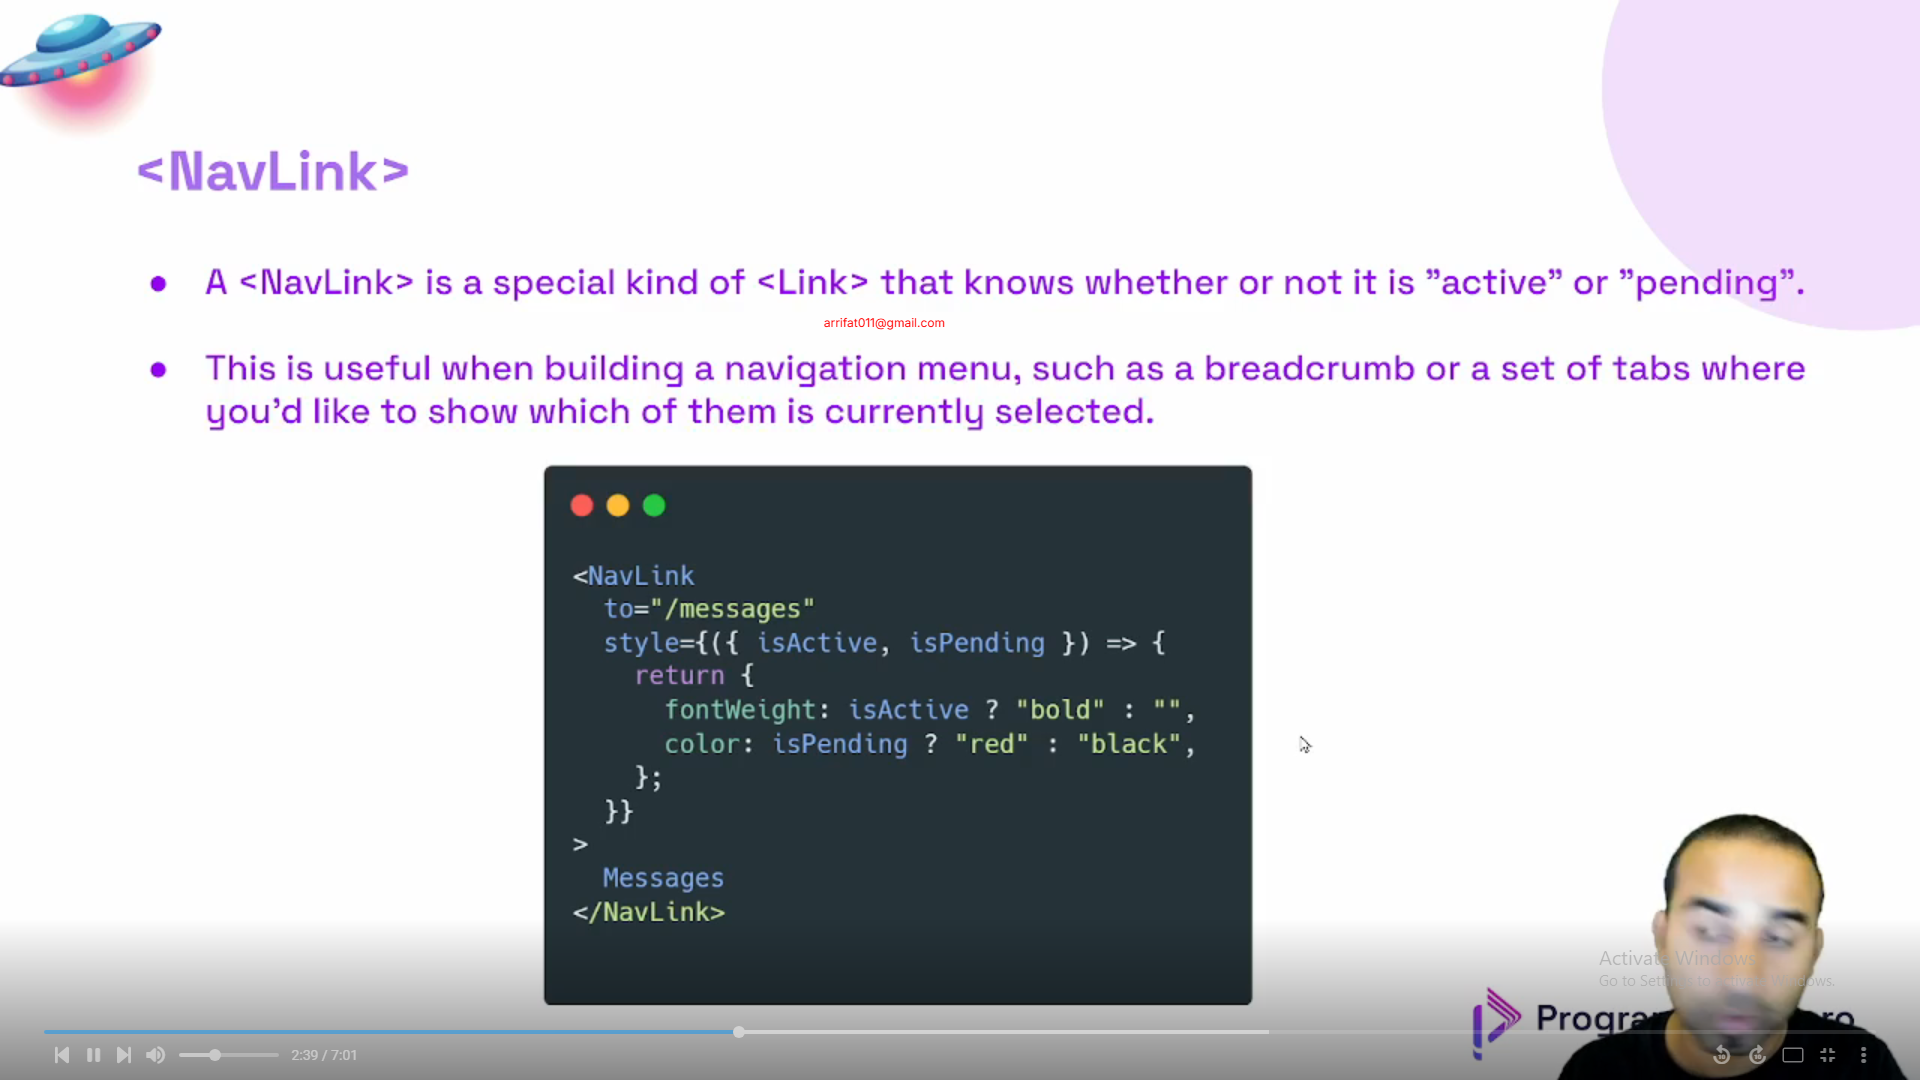 <NavLink>
● A <NavLink> is a special kind of <Link> that knows whether or not it is ”active” or ”pending”.
arrifat011@gmail.com
● This is useful when building a navigation menu, such as a breadcrumb or a set of tabs where
you’d like to show which of them is currently selected.
<NavLink
to="/messages"
style={({ isActive, isPending }) => {
return {
fontWeight: isActive ? "bold" : "",
color: isPending ? "red" : "black",
};
}}
>
Messages
</NavLink>
Activate Windows
Go to Settings to activate Windows.
2:39 / 7:01